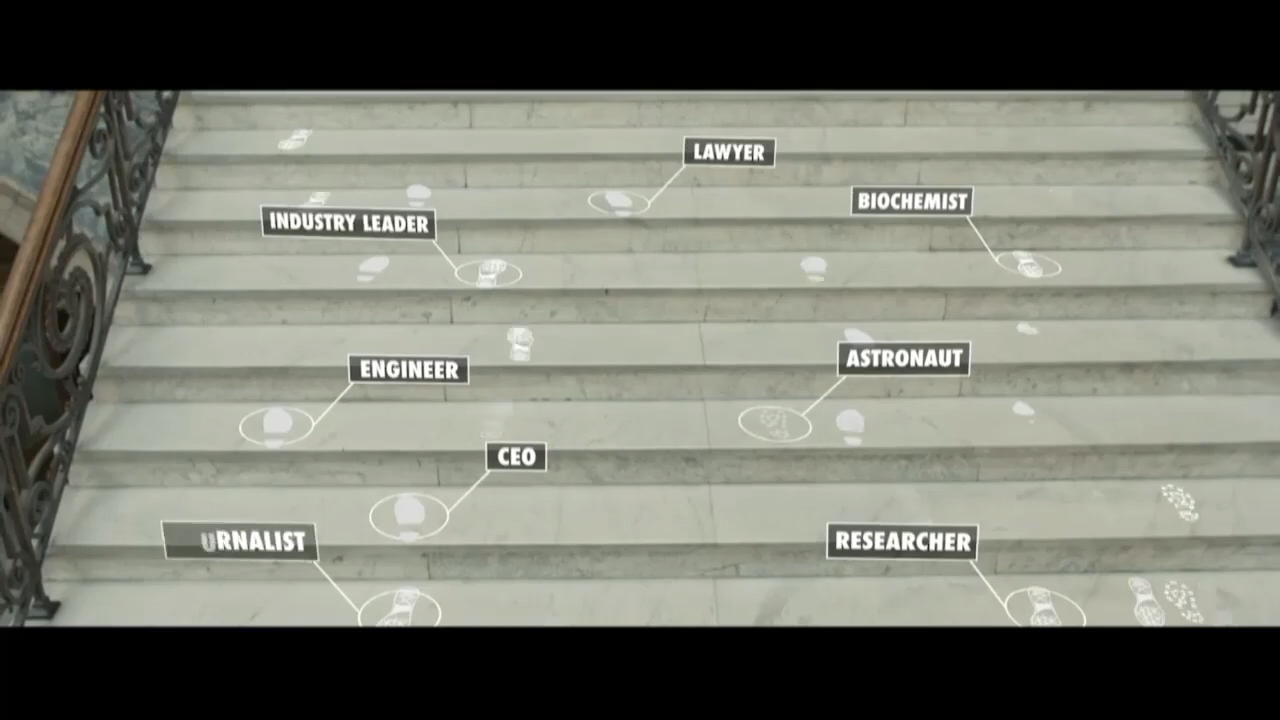 LAWYER
BIOCHEMIST
INDUSTRY LEADER
ASTRONAUT
ENGINEER
CEO
URNALIST
RESEARCHER